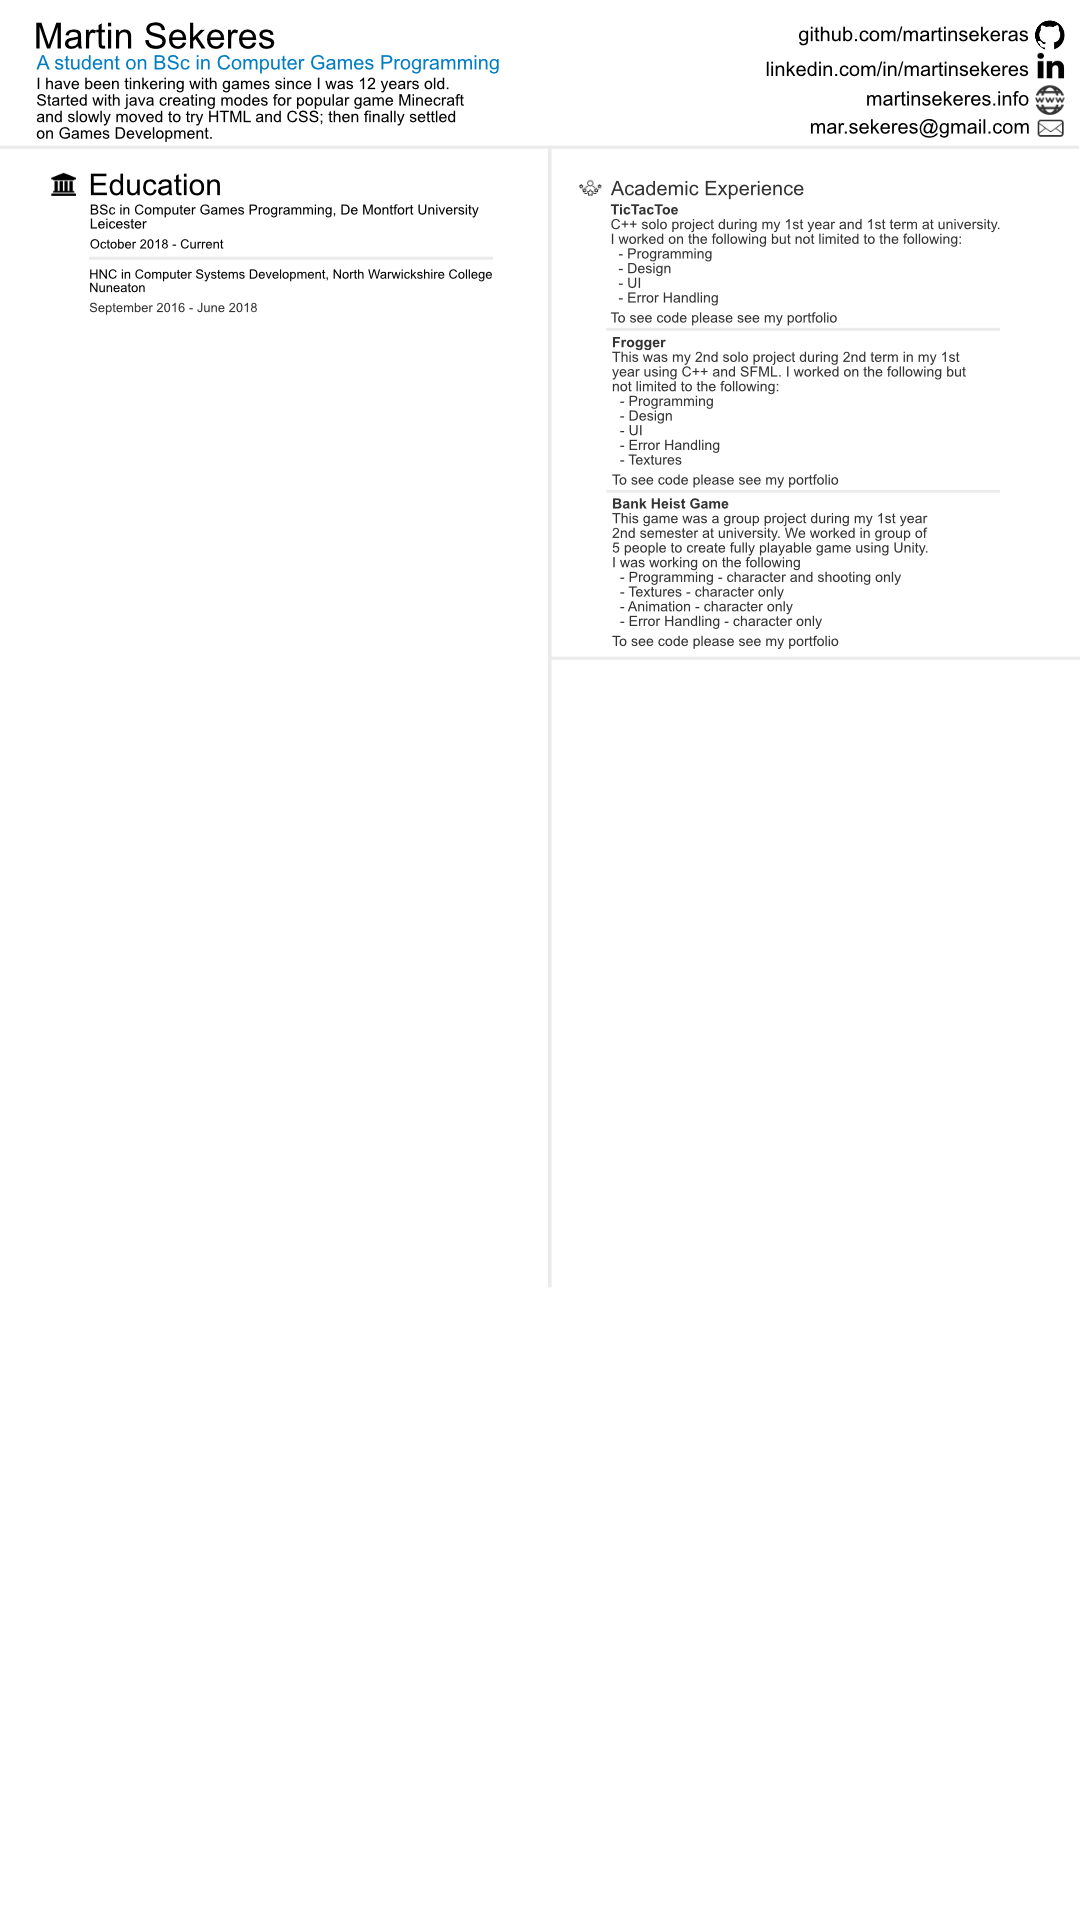 Martin Sekeres
A student on BSc in Computer Games Programming
I have been tinkering with games since I was 12 years old.
Started with java creating modes for popular game Minecraft
and slowly moved to try HTML and CSS; then finally settled
on Games Development.
github.com/martinsekeras
linkedin.com/in/martinsekeres
martinsekeres.info
mar.sekeres@gmail.com
Education
BSc in Computer Games Programming, De Montfort University
Leicester
October 2018 - Current
HNC in Computer Systems Development, North Warwickshire College
Nuneaton
September 2016 - June 2018
Academic Experience
TicTacToe
C++ solo project during my 1st year and 1st term at university.
I worked on the following but not limited to the following:
- Programming
- Design
- UI
- Error Handling
To see code please see my portfolio
Frogger
This was my 2nd solo project during 2nd term in my 1st
year using C++ and SFML. I worked on the following but
not limited to the following:
- Programming
- Design
- UI
- Error Handling
- Textures
To see code please see my portfolio
Bank Heist Game
This game was a group project during my 1st year
2nd semester at university. We worked in group of
5 people to create fully playable game using Unity.
I was working on the following
- Programming - character and shooting only
- Textures - character only
- Animation - character only
- Error Handling - character only
To see code please see my portfolio